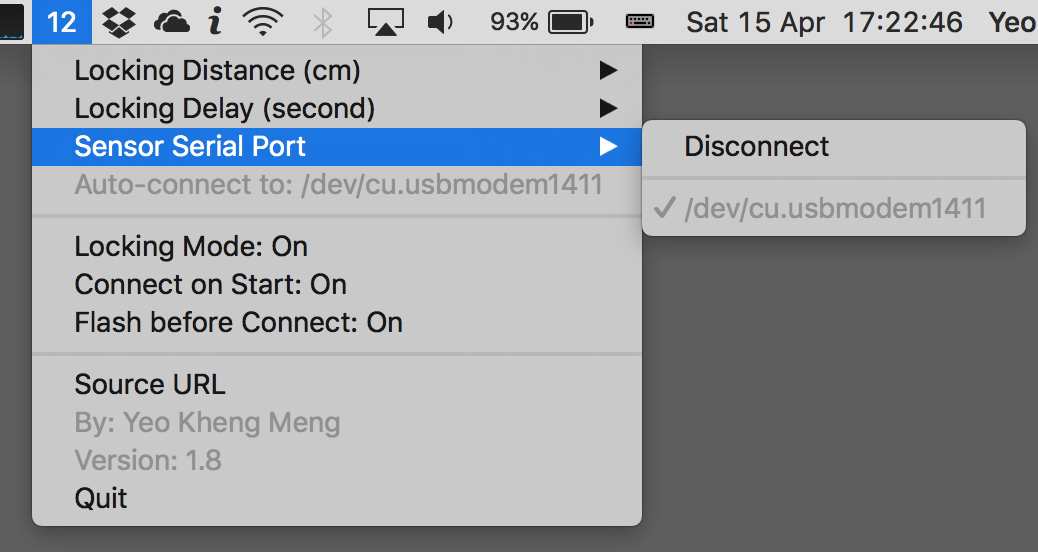 12 93% Sat 15 Apr 17:22:46 Yeo
Locking Distance (cm)
Locking Delay (second)
Sensor Serial Port
Disconnect
Auto-connect to: /dev/cu.usbmodem1411
/dev/cu.usbmodem1411
Locking Mode: On
Connect on Start: On
Flash before Connect: On
Source URL
By: Yeo Kheng Meng
Version: 1.8
Quit